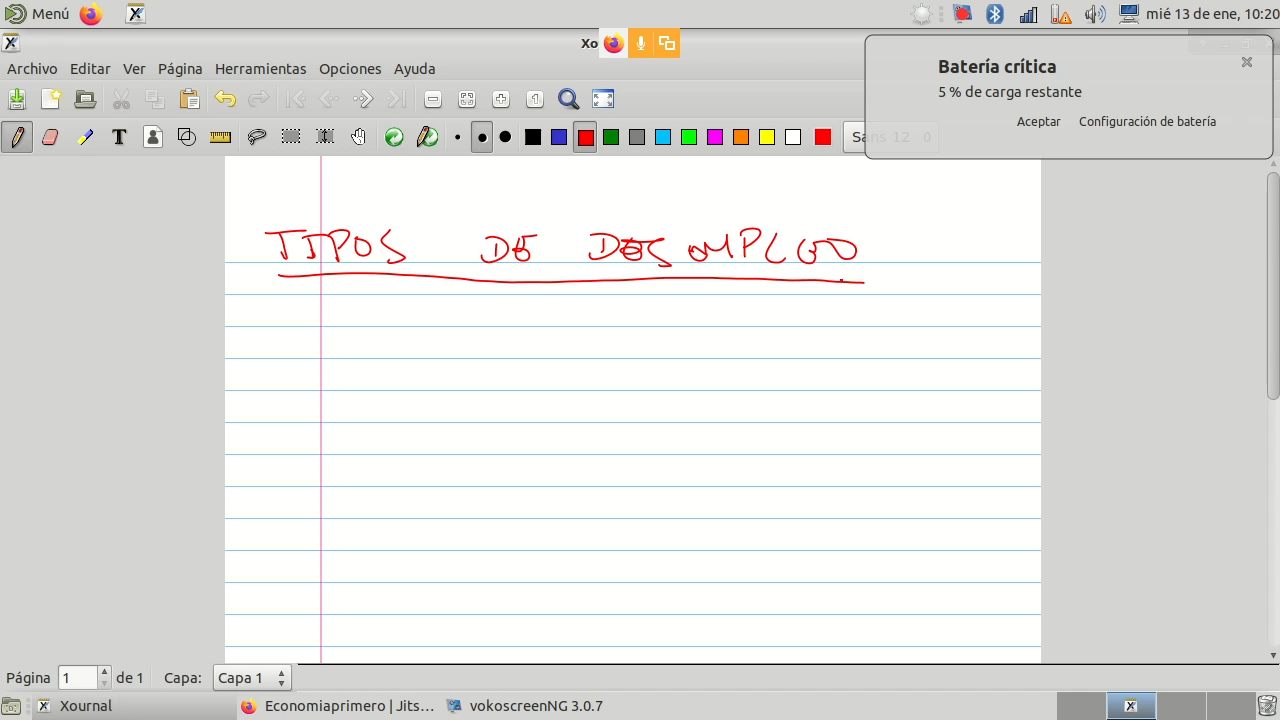 Menú
mié 13 de ene, 10:20
Xo
Batería crítica
5 % de carga restante
Aceptar Configuración de batería
Archivo Editar Ver Página Herramientas Opciones Ayuda
Sans 12
TIPOS DE DESEMPLEO
Página 1 de 1 Capa: Capa 1
Xournal Economiaprimero | Jits... vokoscreenNG 3.0.7